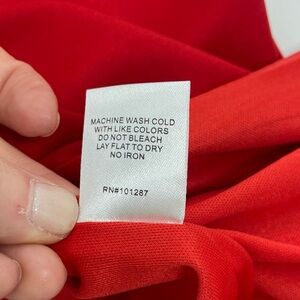 MACHINE WASH COLD
WITH LIKE COLORS
DO NOT BLEACH
LAY FLAT TO DRY
NO IRON
RN#101287